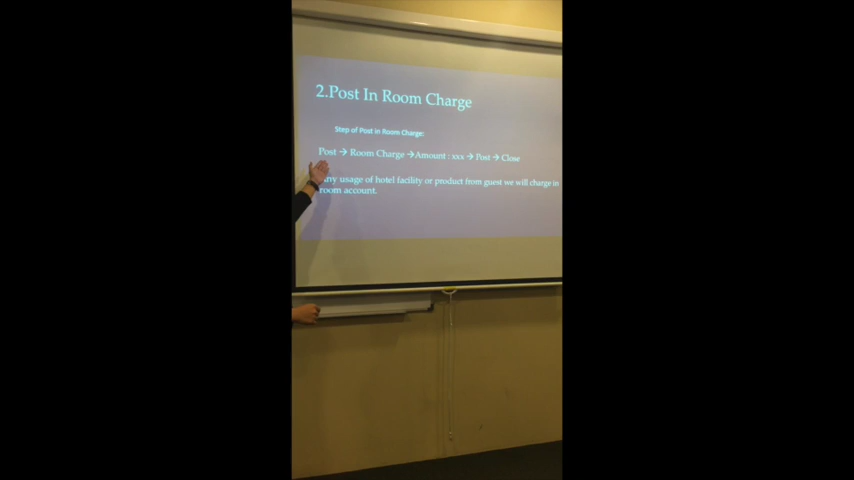 2.Post In Room Charge
Step of Post in Room Charge:
Post → Room Charge →Amount : xxx → Post → Close
ny usage of hotel facility or product from guest we will charge in
room account.